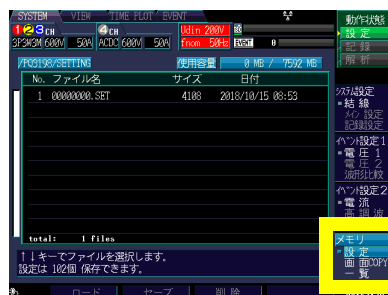 SYSTEM VIEW TIME PLOT EVENT
123CH 4CH Udin 200V
3P3W3M 600V 50A ACDC 600V 50A fnom 50Hz EVENT 0
/PQ3198/SETTING 使用容量 0 MB / 7592 MB
No. ファイル名 サイズ 日付
1 00000000.SET 4108 2018/10/15 08:53
total: 1 files
↑↓キーでファイルを選択します。
設定は 102個 保存できます。
ロード セーブ 削除
動作状態
設定
記録
解析
システム設定
結線
メイン 設定
記録設定
イベント設定1
電圧1
電圧2
波形比較
イベント設定2
電流
高調波
メモリ
設定
画面COPY
一覧